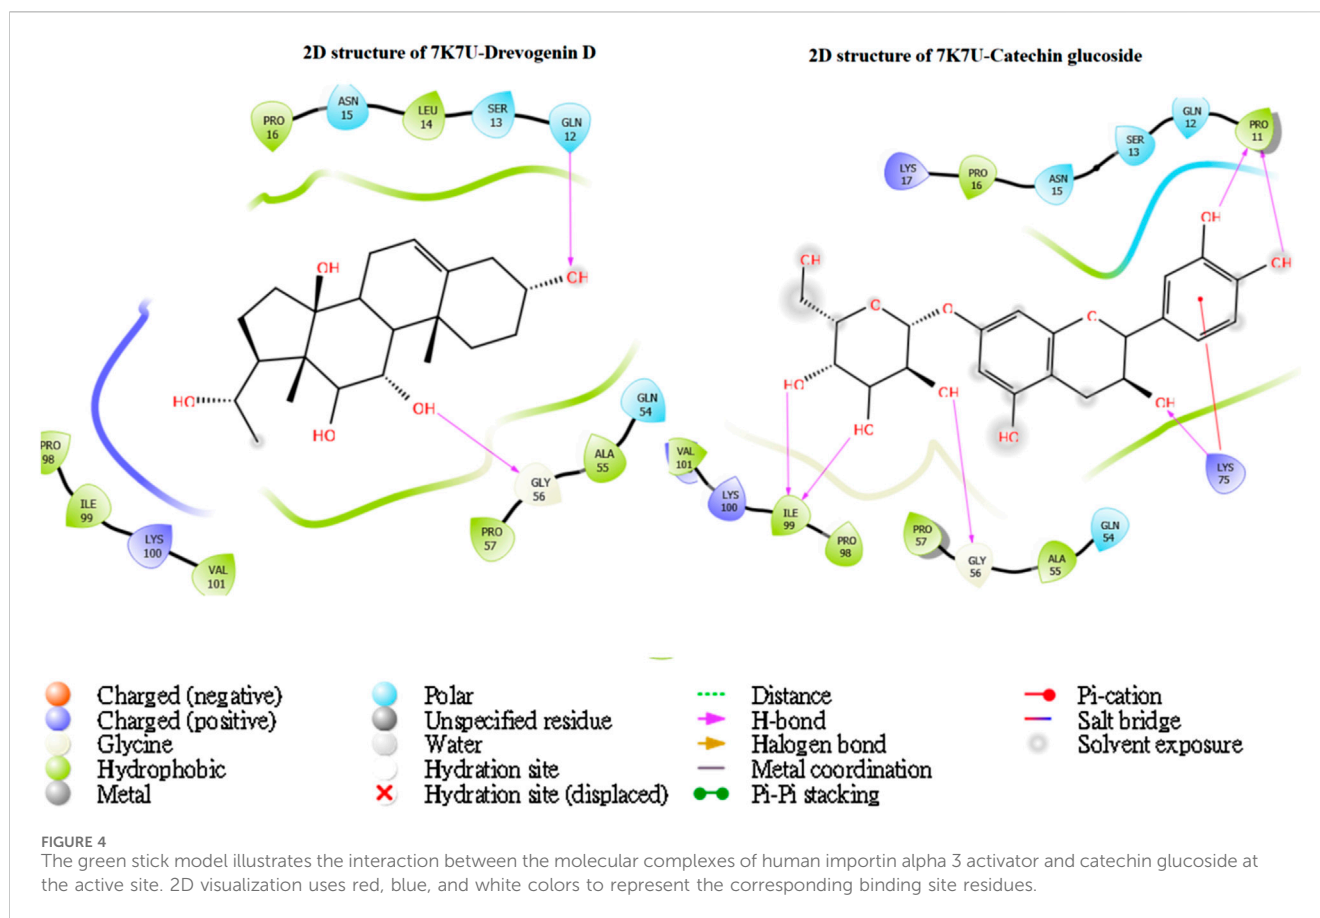 2D structure of 7K7U-Drevogenin D
2D structure of 7K7U-Catechin glucoside
PRO
16
ASN
15
LEU
14
SER
13
GLN
12
OH
OH
HO
HO
OH
PRO
98
ILE
99
LYS
100
VAL
101
PRO
57
GLY
56
ALA
55
GLN
54
LYS
17
PRO
16
ASN
15
SER
13
GLN
12
PRO
11
OH
OH
OH
O
O
O
HO
OH
HO
HO
OH
VAL
101
LYS
100
ILE
99
PRO
98
PRO
57
GLY
56
ALA
55
GLN
54
LYS
75
Charged (negative)
Charged (positive)
Glycine
Hydrophobic
Metal
Polar
Unspecified residue
Water
Hydration site
Hydration site (displaced)
Distance
H-bond
Halogen bond
Metal coordination
Pi-Pi stacking
Pi-cation
Salt bridge
Solvent exposure
FIGURE 4
The green stick model illustrates the interaction between the molecular complexes of human importin alpha 3 activator and catechin glucoside at
the active site. 2D visualization uses red, blue, and white colors to represent the corresponding binding site residues.